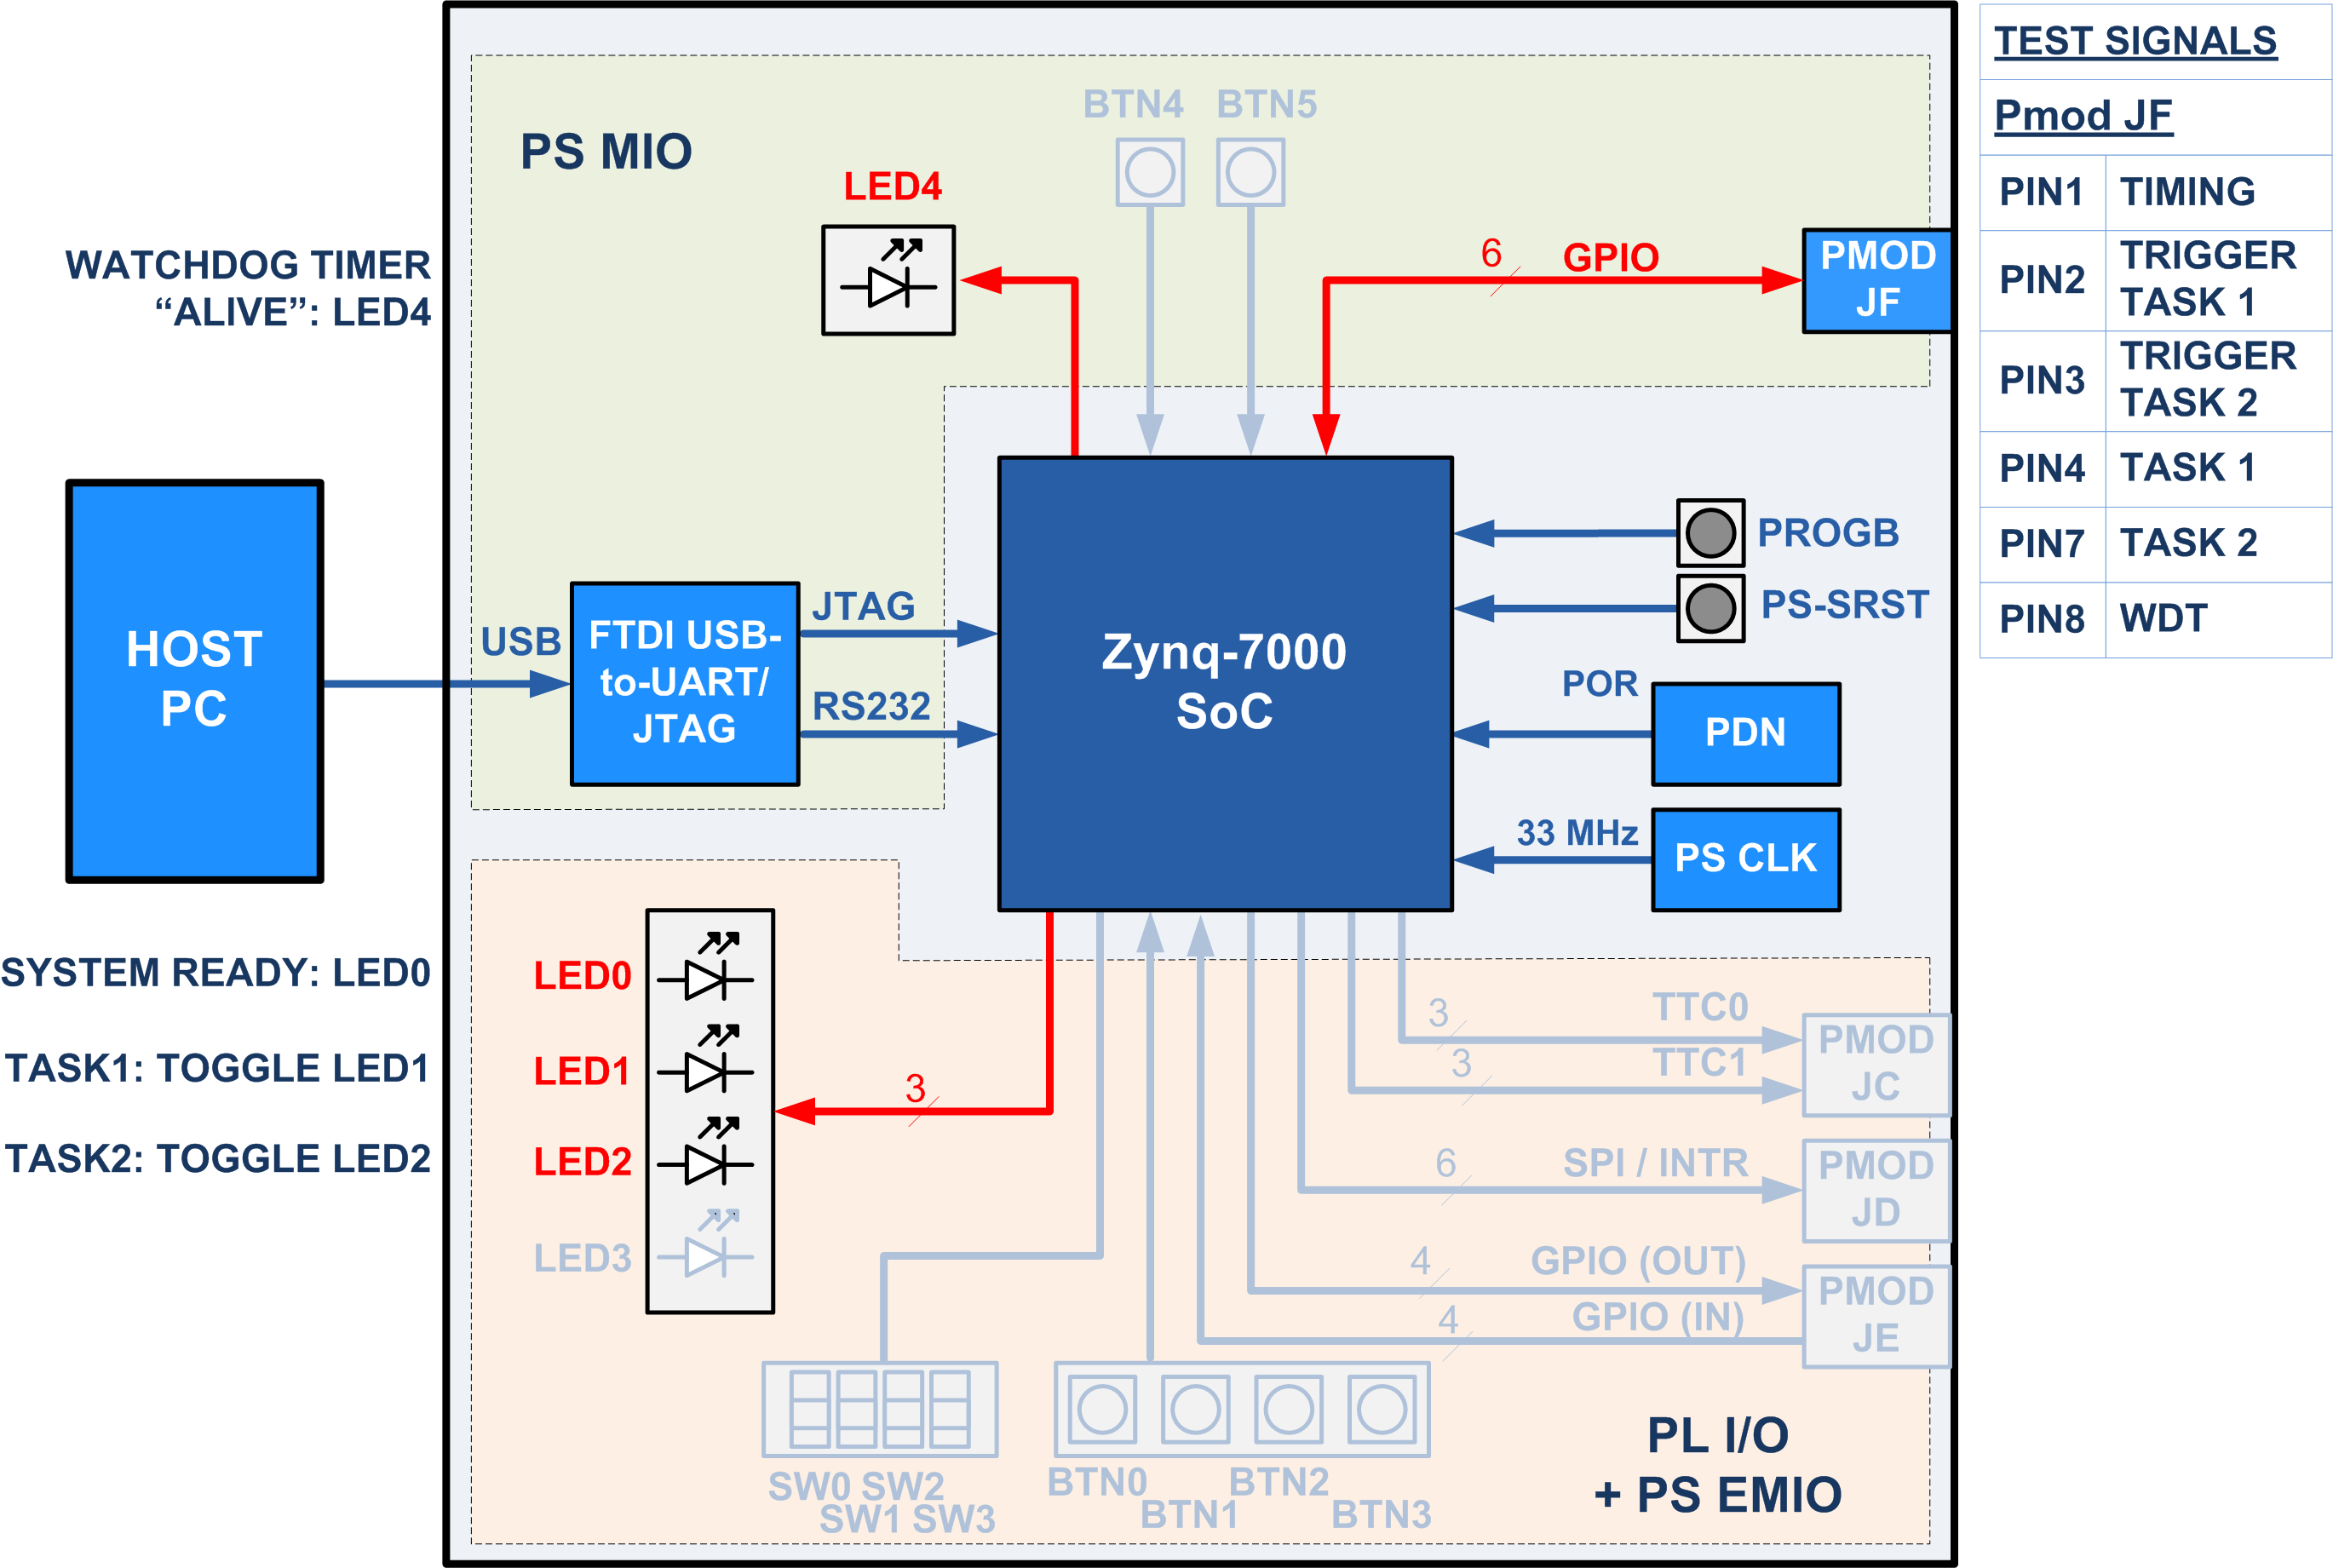 PS MIO
BTN4 BTN5
LED4
WATCHDOG TIMER
“ALIVE”: LED4
6 GPIO
PMOD
JF
TEST SIGNALS
Pmod JF
PIN1 TIMING
PIN2 TRIGGER
TASK 1
PIN3 TRIGGER
TASK 2
PIN4 TASK 1
PIN7 TASK 2
PIN8 WDT
HOST
PC
USB
FTDI USB-
to-UART/
JTAG
JTAG
RS232
Zynq-7000
SoC
PROGB
PS-SRST
POR
PDN
33 MHz
PS CLK
SYSTEM READY: LED0
TASK1: TOGGLE LED1
TASK2: TOGGLE LED2
LED0
LED1
LED2
LED3
3
3 TTC0
3 TTC1
PMOD
JC
6 SPI / INTR
PMOD
JD
4 GPIO (OUT)
4 GPIO (IN)
PMOD
JE
SW0 SW2
SW1 SW3
BTN0 BTN2
BTN1 BTN3
PL I/O
+ PS EMIO